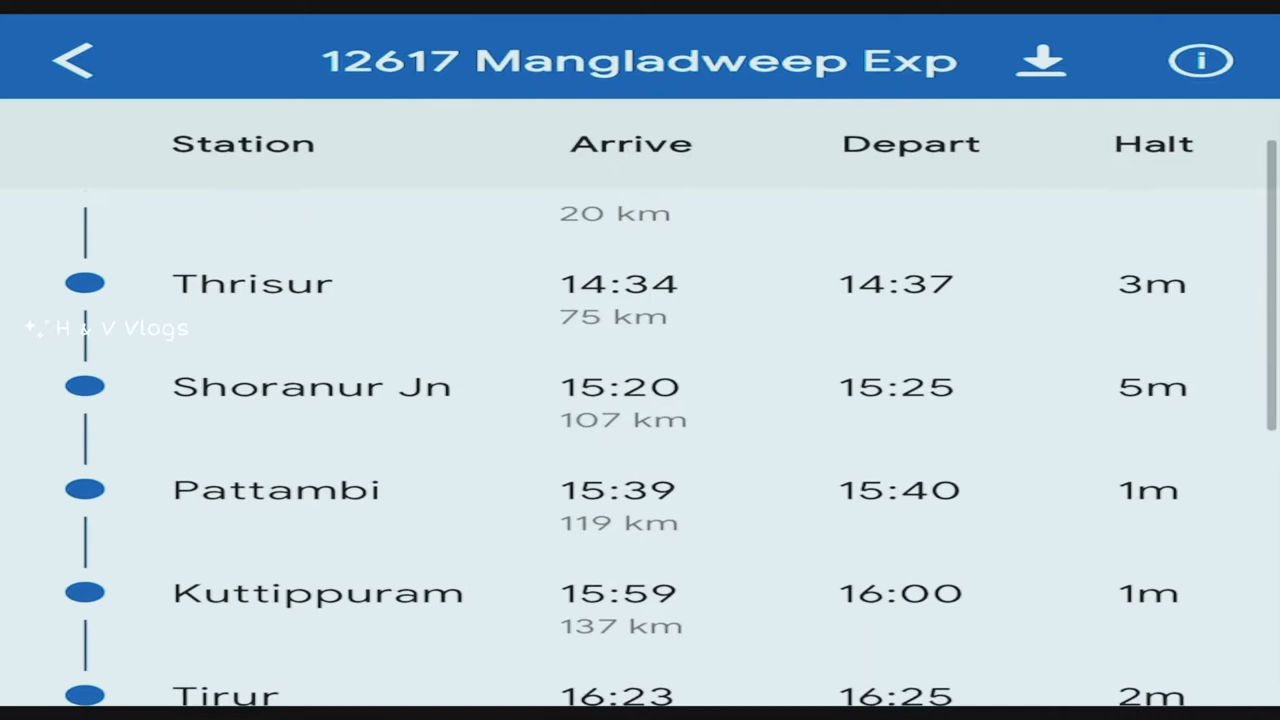 12617 Mangladweep Exp
Station Arrive Depart Halt
20 km
Thrisur 14:34 14:37 3m
75 km
H & V Vlogs
Shoranur Jn 15:20 15:25 5m
107 km
Pattambi 15:39 15:40 1m
119 km
Kuttippuram 15:59 16:00 1m
137 km
Tirur 16:23 16:25 2m